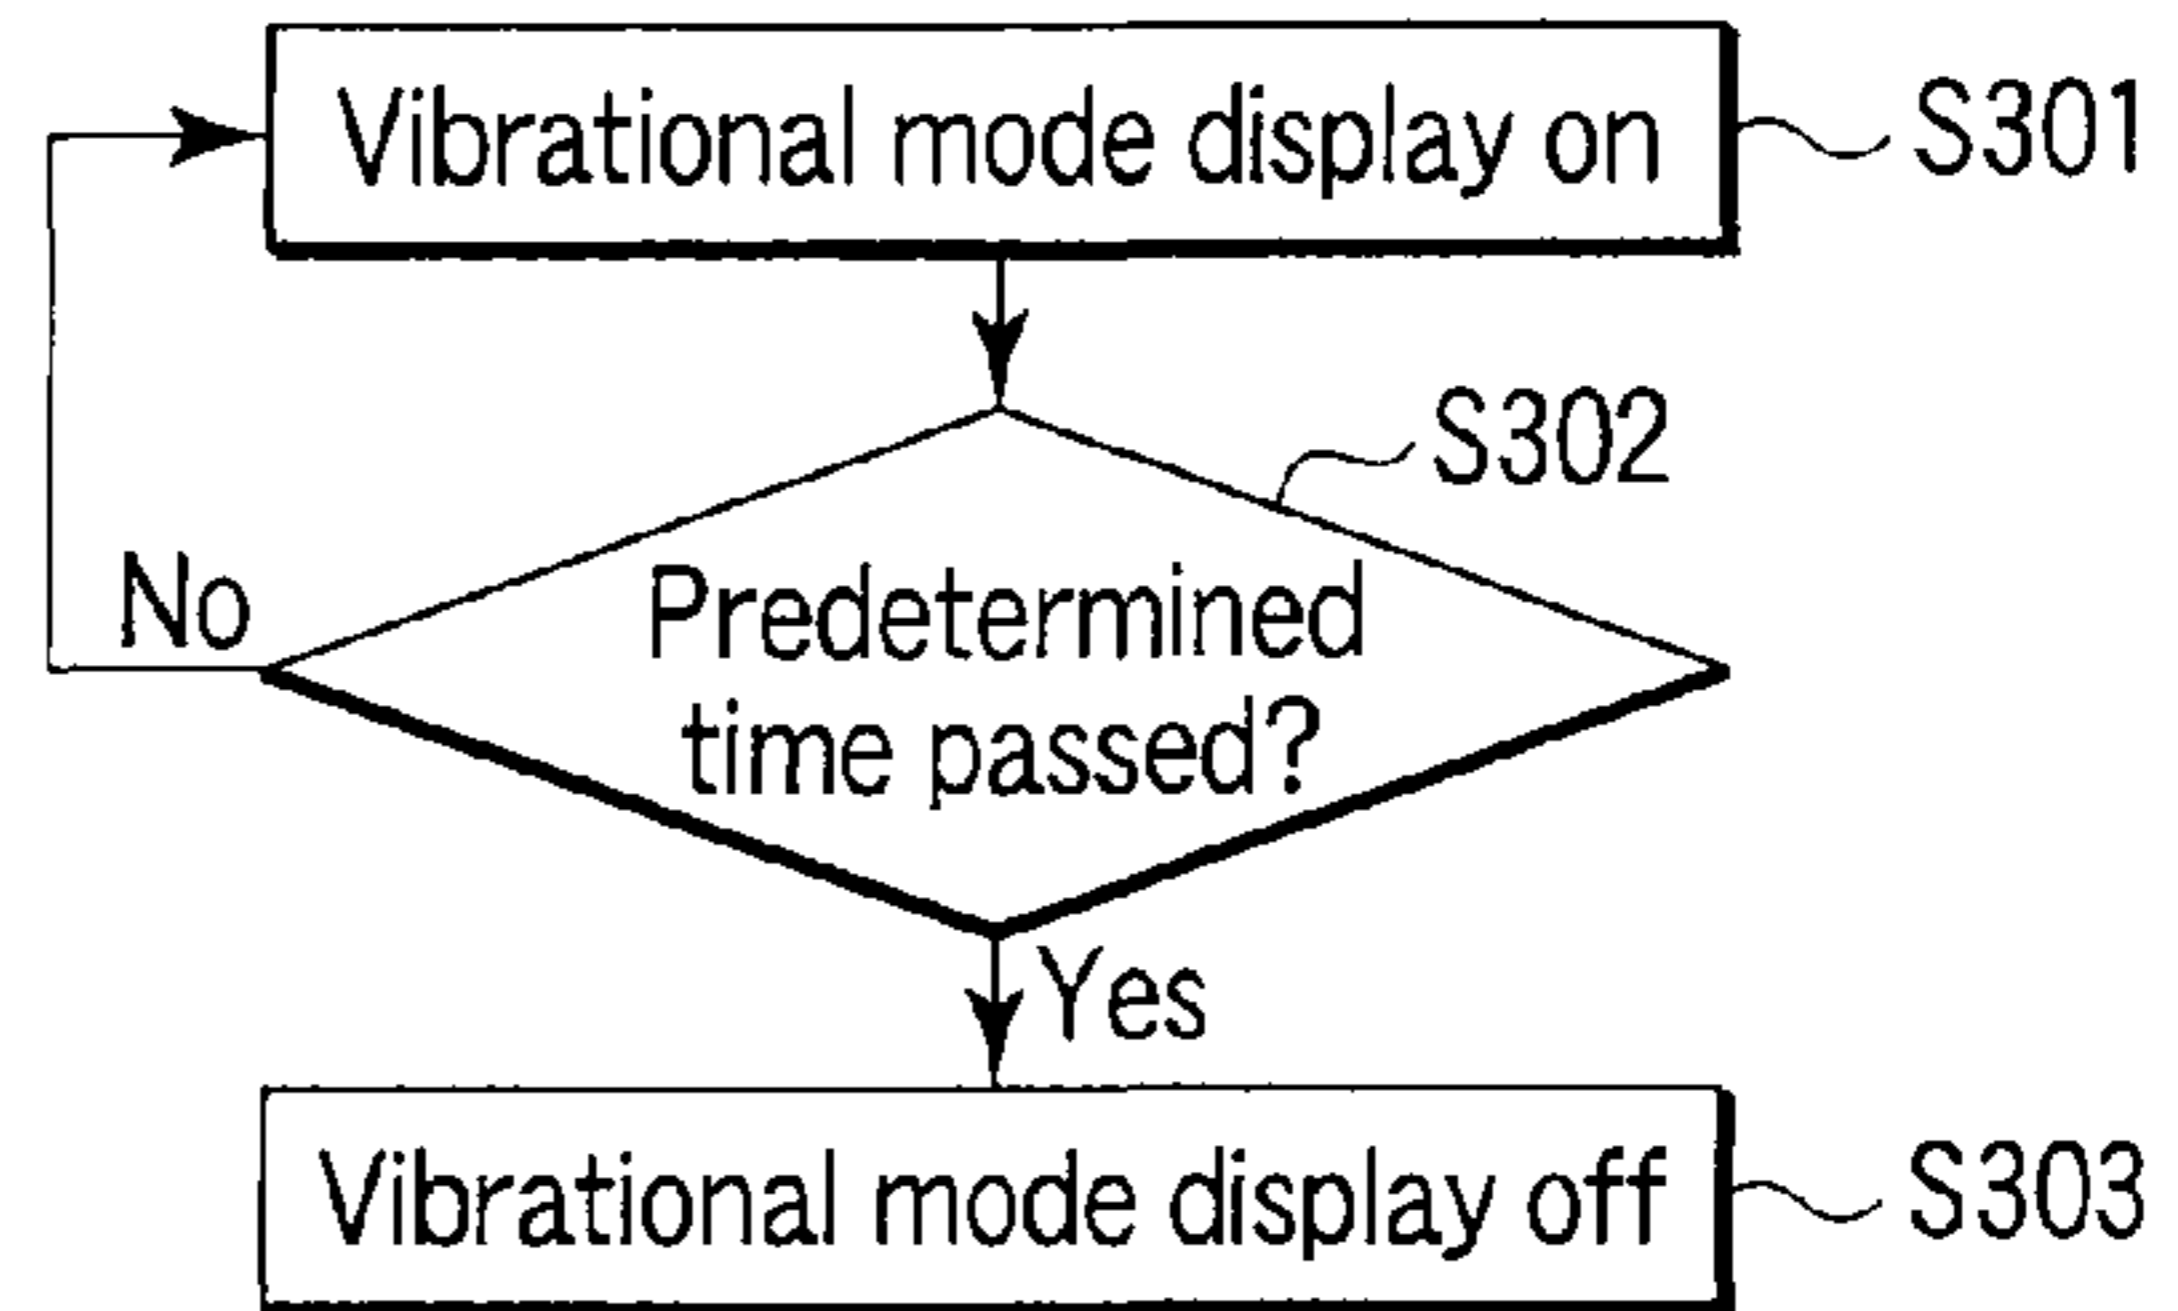 Vibrational mode display on
S301
S302
No
Predetermined
time passed?
Yes
Vibrational mode display off
S303